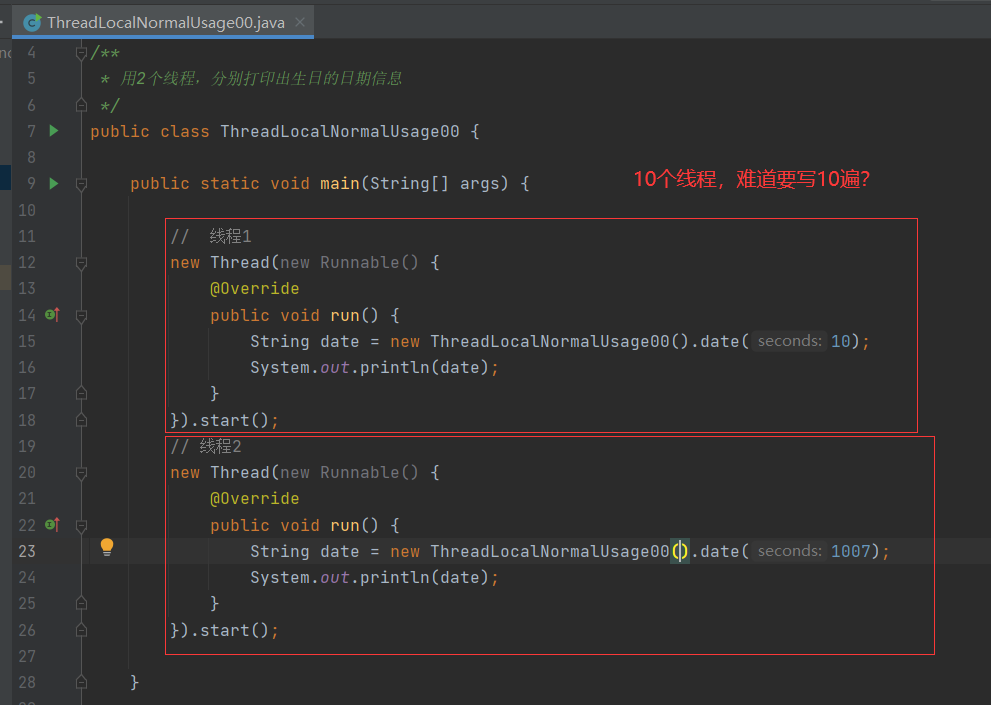 ThreadLocalNormalUsage00.java
4 /**
5 * 用2个线程，分别打印出生日的日期信息
6 */
7 public class ThreadLocalNormalUsage00 {
8
9 public static void main(String[] args) {
10个线程，难道要写10遍？
10
11 // 线程1
12 new Thread(new Runnable() {
13 @Override
14 public void run() {
15 String date = new ThreadLocalNormalUsage00().date( seconds: 10);
16 System.out.println(date);
17 }
18 }).start();
19 // 线程2
20 new Thread(new Runnable() {
21 @Override
22 public void run() {
23 String date = new ThreadLocalNormalUsage00().date( seconds: 1007);
24 System.out.println(date);
25 }
26 }).start();
27
28 }